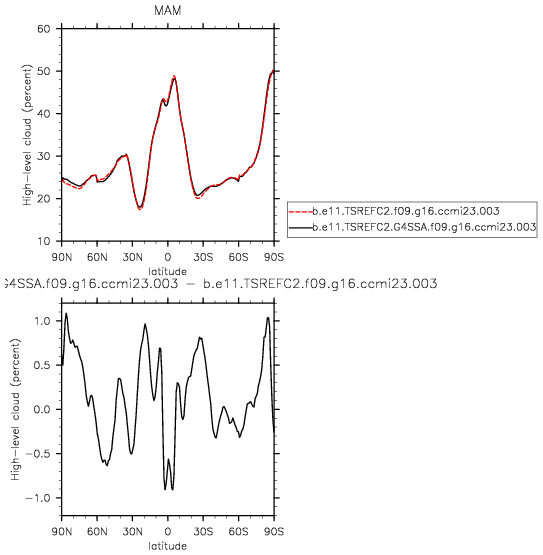 MAM
60
50
40
30
20
10
High-level cloud (percent)
90N 60N 30N 0 30S 60S 90S
latitude
b.e11.TSREFC2.f09.g16.ccmi23.003
b.e11.TSREFC2.G4SSA.f09.g16.ccmi23.003
G4SSA.f09.g16.ccmi23.003 − b.e11.TSREFC2.f09.g16.ccmi23.003
1.0
0.5
0.0
−0.5
−1.0
High-level cloud (percent)
90N 60N 30N 0 30S 60S 90S
latitude